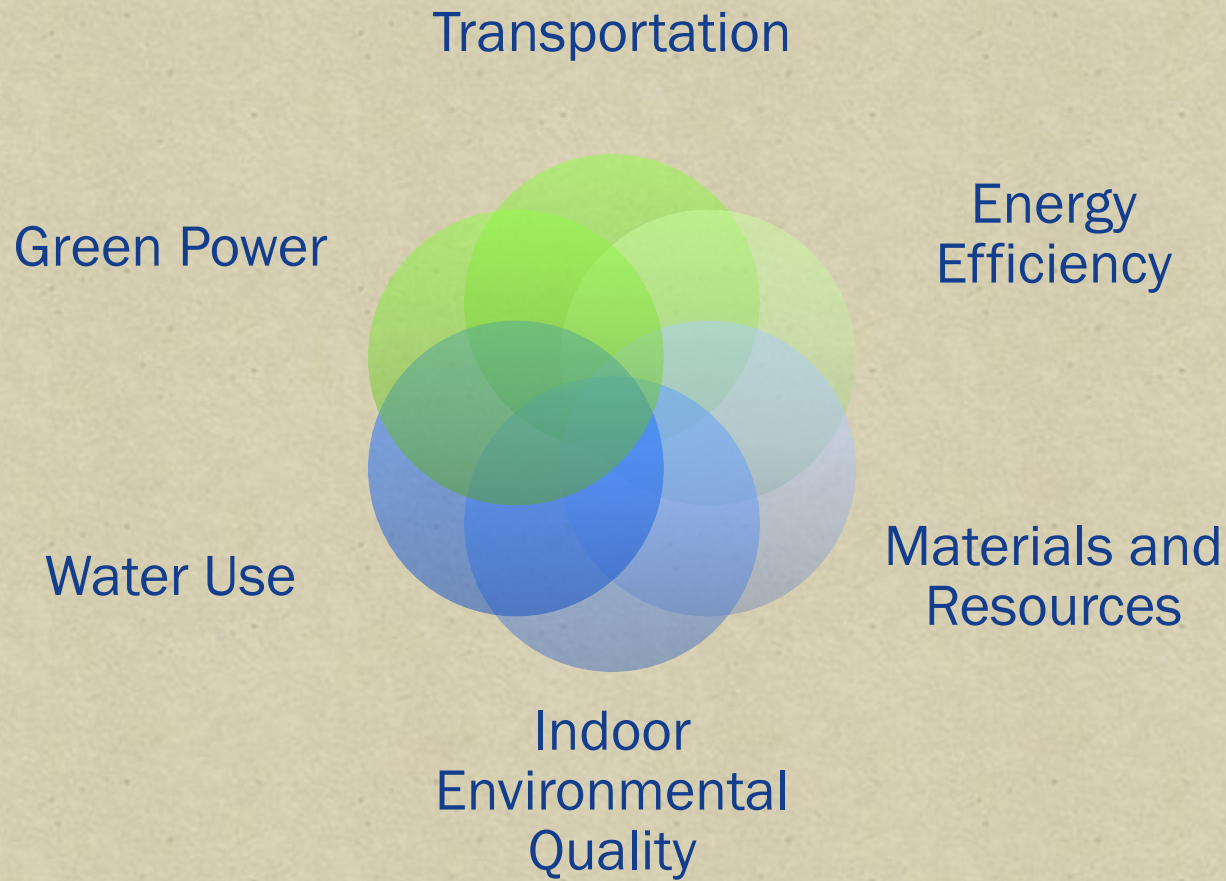 Transportation
Energy
Efficiency
Materials and
Resources
Indoor
Environmental
Quality
Water Use
Green Power